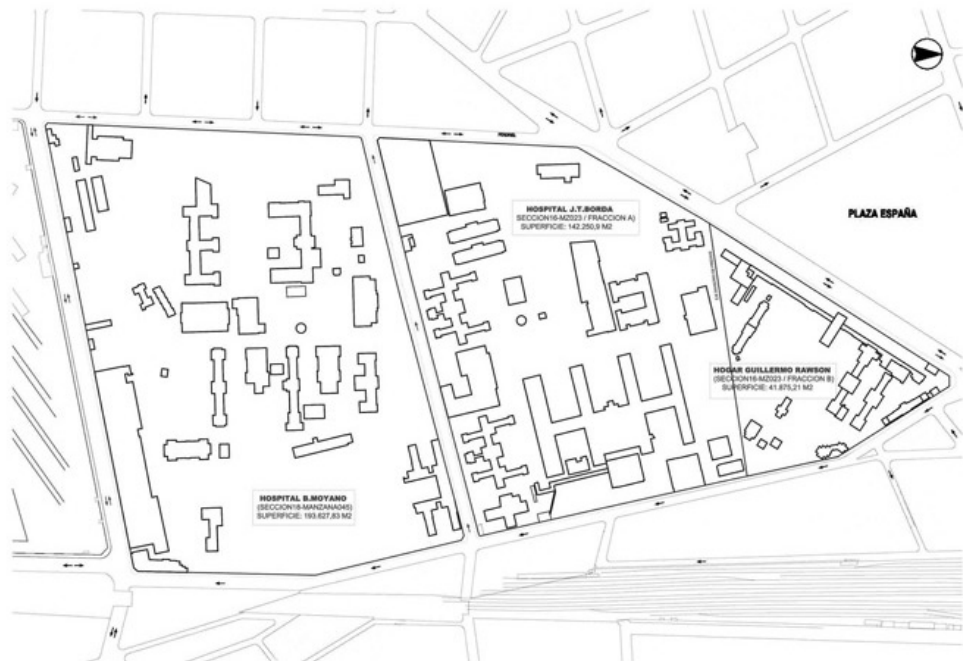 HOSPITAL J.T.BORDA
SECCION16-MZ023 / FRACCION A)
SUPERFICIE: 142.250,9 M2
PLAZA ESPAÑA
HOGAR GUILLERMO RAWSON
(SECCION16-MZ023 / FRACCION B)
SUPERFICIE: 41.875,21 M2
HOSPITAL B.MOYANO
(SECCION18-MANZANA045)
SUPERFICIE: 193.627,83 M2